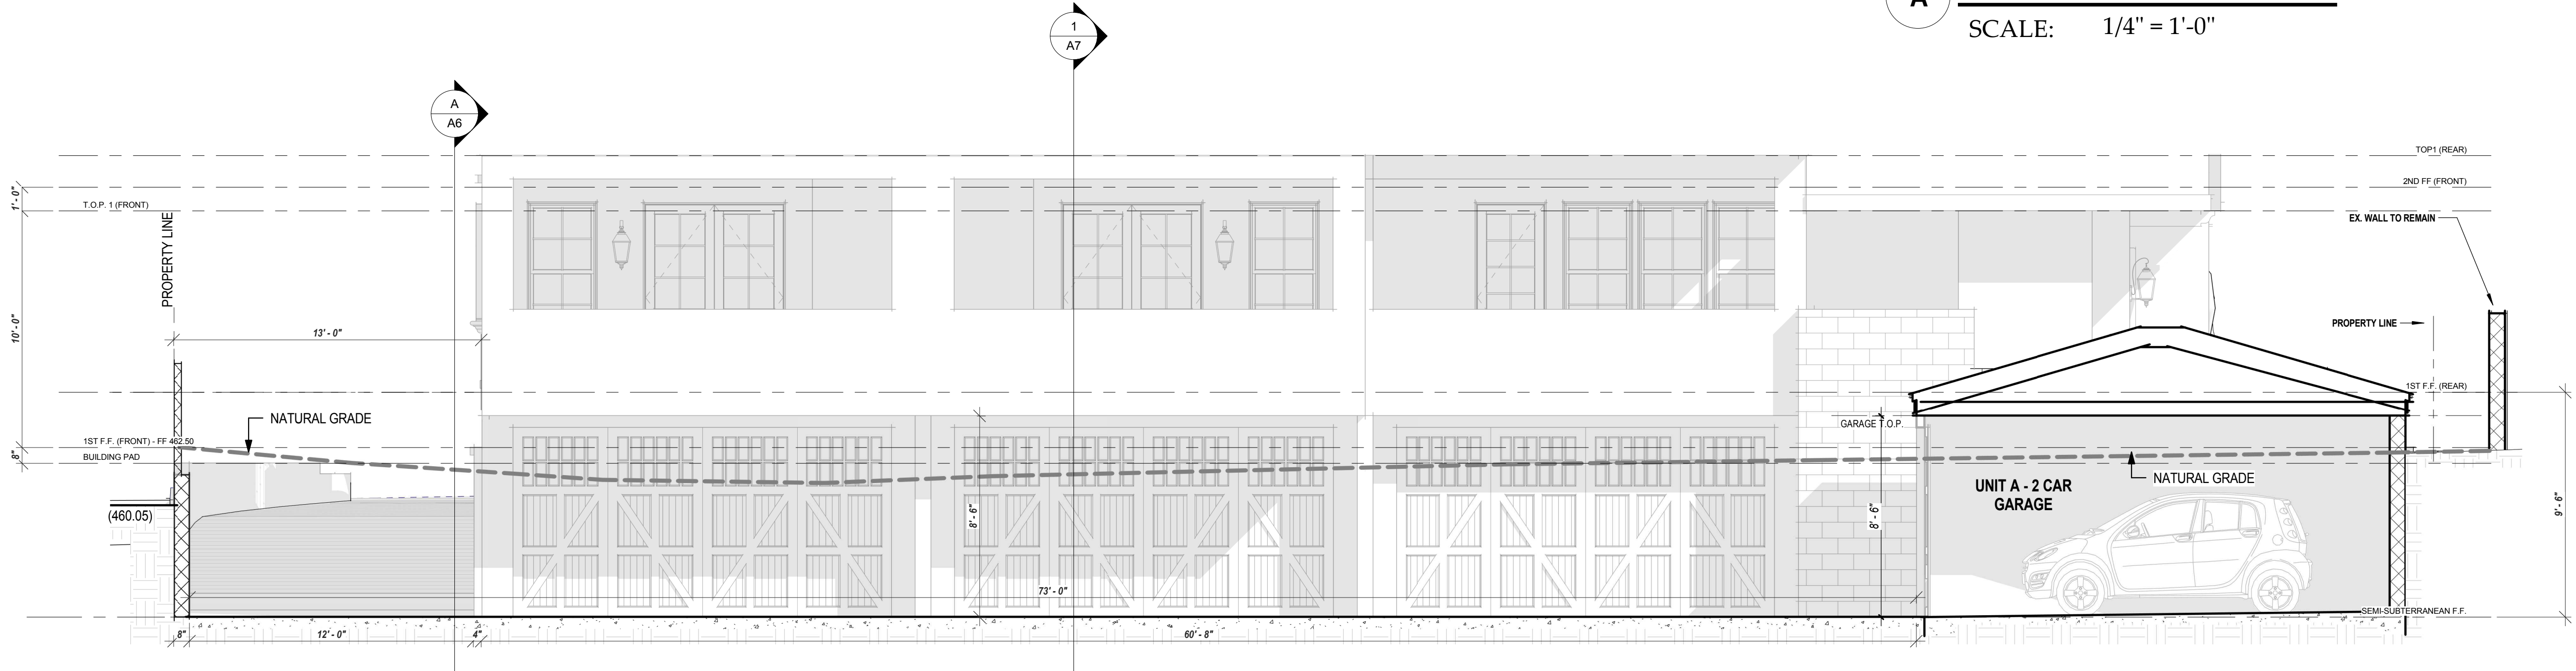 A
SCALE: 1/4" = 1'-0"
1
A7
A
A6
TOP1 (REAR)
2ND FF (FRONT)
1' - 0"
T.O.P. 1 (FRONT)
PROPERTY LINE
EX. WALL TO REMAIN
10' - 0"
13' - 0"
PROPERTY LINE
1ST F.F. (REAR)
NATURAL GRADE
GARAGE T.O.P.
1ST F.F. (FRONT) - FF 462.50
BUILDING PAD
8"
NATURAL GRADE
UNIT A - 2 CAR
GARAGE
(460.05)
8' - 6"
8' - 6"
9' - 6"
73' - 0"
SEMI-SUBTERRANEAN F.F.
8"
12' - 0"
4"
60' - 8"